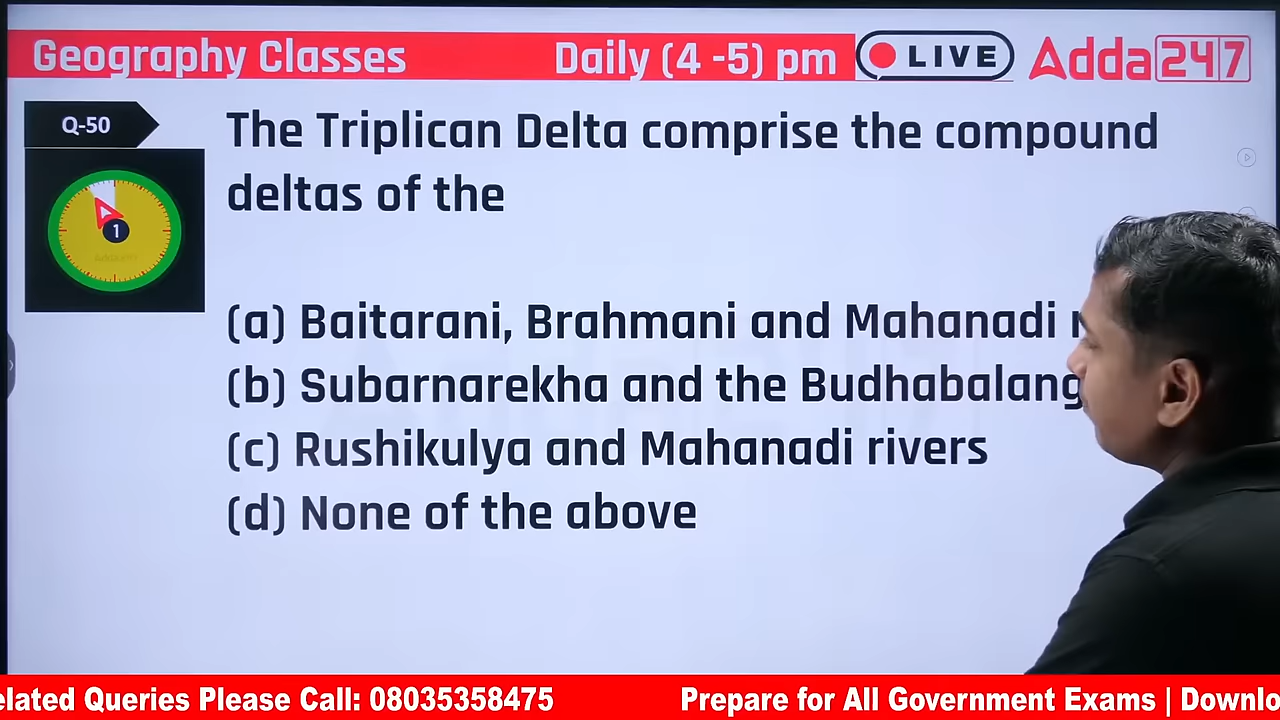 Geography Classes Daily (4 -5) pm LIVE Adda247
Q-50
The Triplican Delta comprise the compound
deltas of the
1
(a) Baitarani, Brahmani and Mahanadi
(b) Subarnarekha and the Budhabalang
(c) Rushikulya and Mahanadi rivers
(d) None of the above
elated Queries Please Call: 08035358475 Prepare for All Government Exams | Downlo